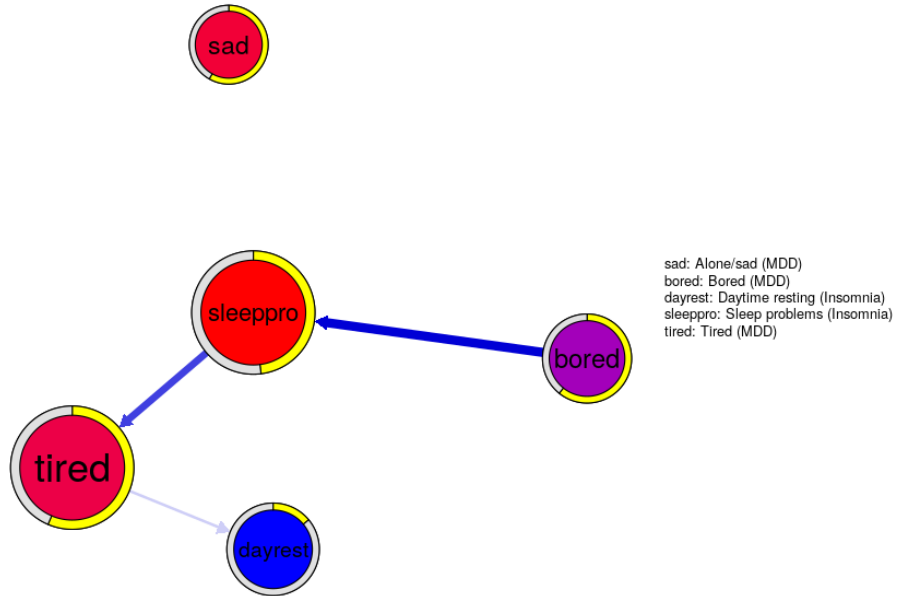 sad
sleeppro
bored
tired
dayrest
sad: Alone/sad (MDD)
bored: Bored (MDD)
dayrest: Daytime resting (Insomnia)
sleeppro: Sleep problems (Insomnia)
tired: Tired (MDD)